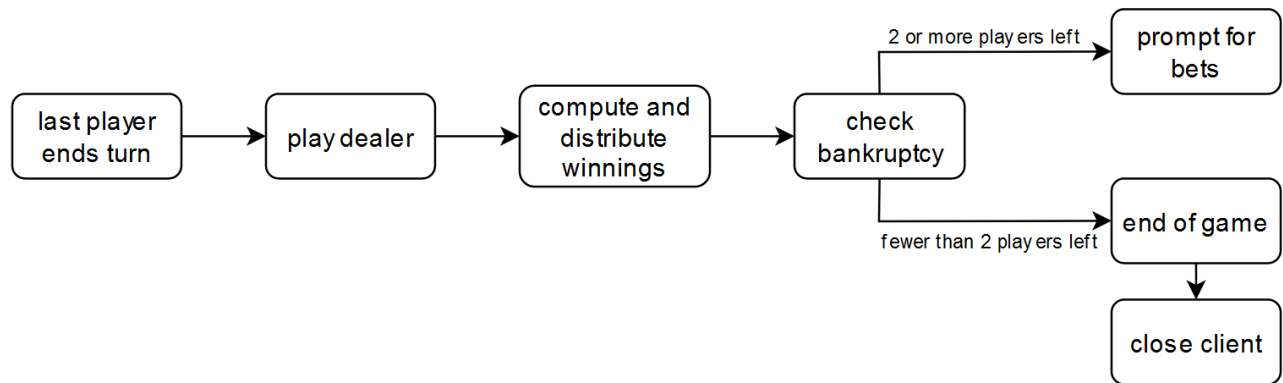 last player
ends turn
play dealer
compute and
distribute
winnings
check
bankruptcy
2 or more players left
prompt for
bets
fewer than 2 players left
end of game
close client